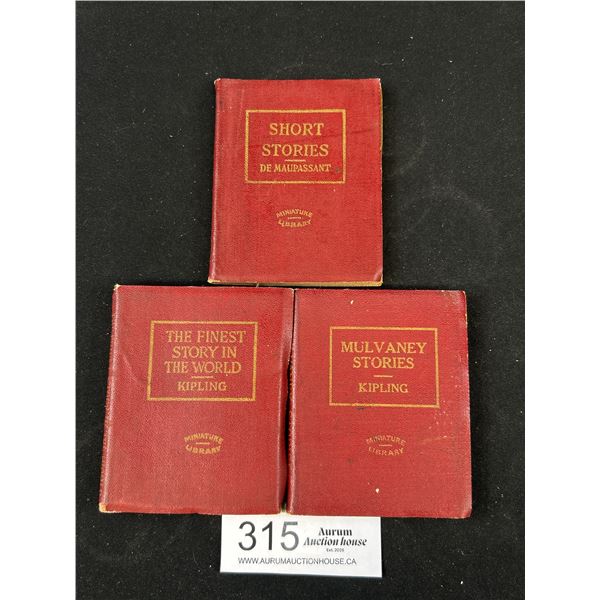 SHORT
STORIES
DE MAUPASSANT
MINIATURE
LIBRARY
THE FINEST
STORY IN
THE WORLD
KIPLING
MINIATURE
LIBRARY
MULVANEY
STORIES
KIPLING
MINIATURE
LIBRARY
315
Aurum
Auction house
Est. 2005
WWW.AURUMAUCTIONHOUSE.CA